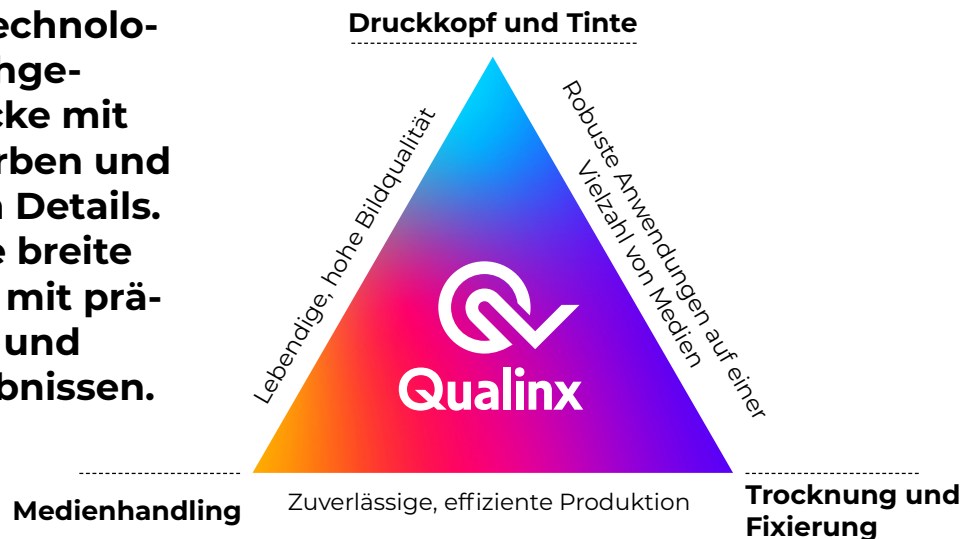 echnolo-
nge-
cke mit
rben und
Details.
breite
mit prä-
und
bnissen.
Druckkopf und Tinte
Lebendige, hohe Bildqualität
Robuste Anwendungen auf einer
Vielzahl von Medien
Qualinx
Medienhandling
Zuverlässige, effiziente Produktion
Trocknung und
Fixierung